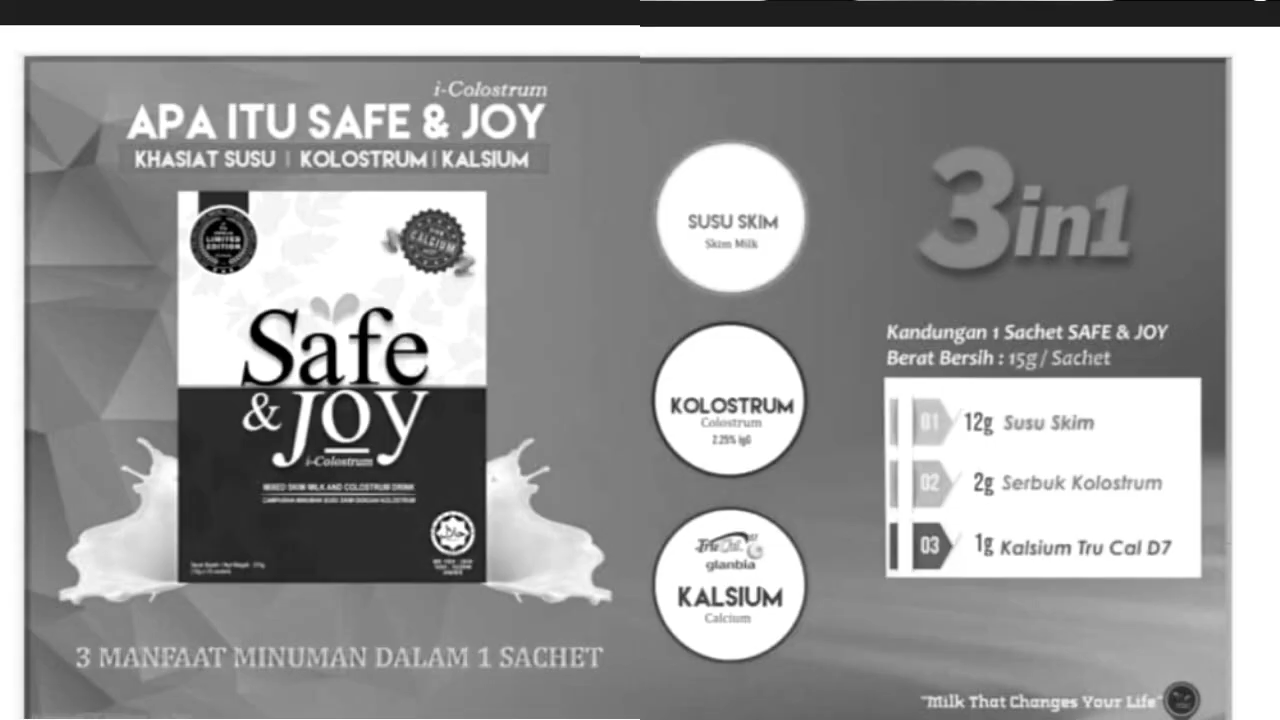 i-Colostrum
APA ITU SAFE & JOY
KHASIAT SUSU | KOLOSTRUM | KALSIUM
LIMITED
EDITION
CALCIUM
Safe
& Joy
i-Colostrum
MIXED SKIM MILK AND COLOSTRUM DRINK
CAMPURAN MINUMAN SUSU SKIM DENGAN KOLOSTRUM
3 MANFAAT MINUMAN DALAM 1 SACHET
SUSU SKIM
Skim Milk
KOLOSTRUM
Colostrum
2.25% IgG
TruCal
glanbia
KALSIUM
Calcium
3in1
Kandungan 1 Sachet SAFE & JOY
Berat Bersih : 15g / Sachet
01 12g Susu Skim
02 2g Serbuk Kolostrum
03 1g Kalsium Tru Cal D7
"Milk That Changes Your Life"